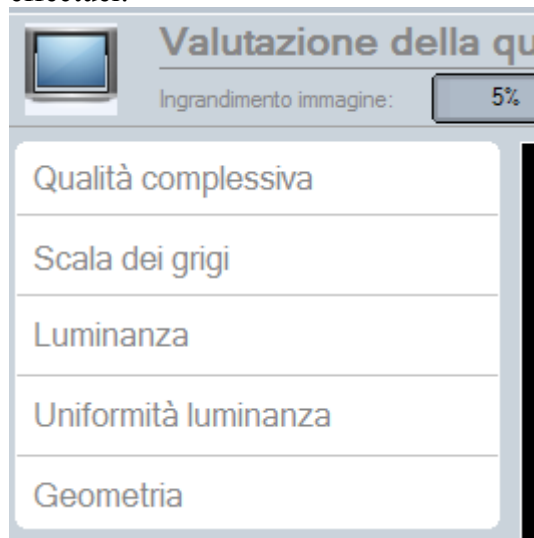 Valutazione della qu
Ingrandimento immagine:
5%
Qualità complessiva
Scala dei grigi
Luminanza
Uniformità luminanza
Geometria